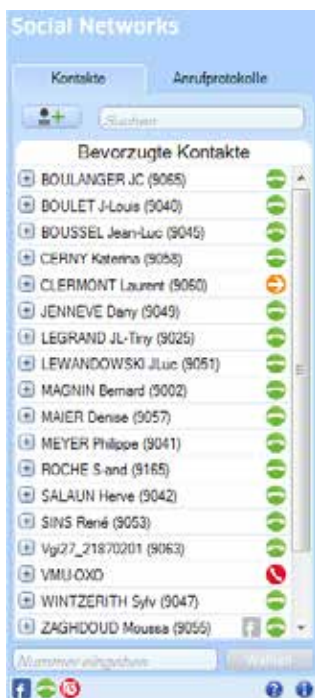 Social Networks
Kontakte Anrufprotokolle
Suchen
Bevorzugte Kontakte
BOULANGER JC (9065)
BOULET J-Louis (9040)
BOUSSEL Jean-Luc (9045)
CERNY Katerina (9058)
CLERMONT Laurent (9060)
JENNEVE Dany (9049)
LEGRAND JL-Tiny (9025)
LEWANDOWSKI JLuc (9051)
MAGNIN Bernard (9002)
MAIER Denise (9057)
MEYER Philippe (9041)
ROCHE S-and (9165)
SALAUN Herve (9042)
SINS René (9053)
Vgi27_21870201 (9063)
VMU-OXO
WINTZERITH Sylv (9047)
ZAGHDOUD Moussa (9055)
Nummer eingeben Wählen